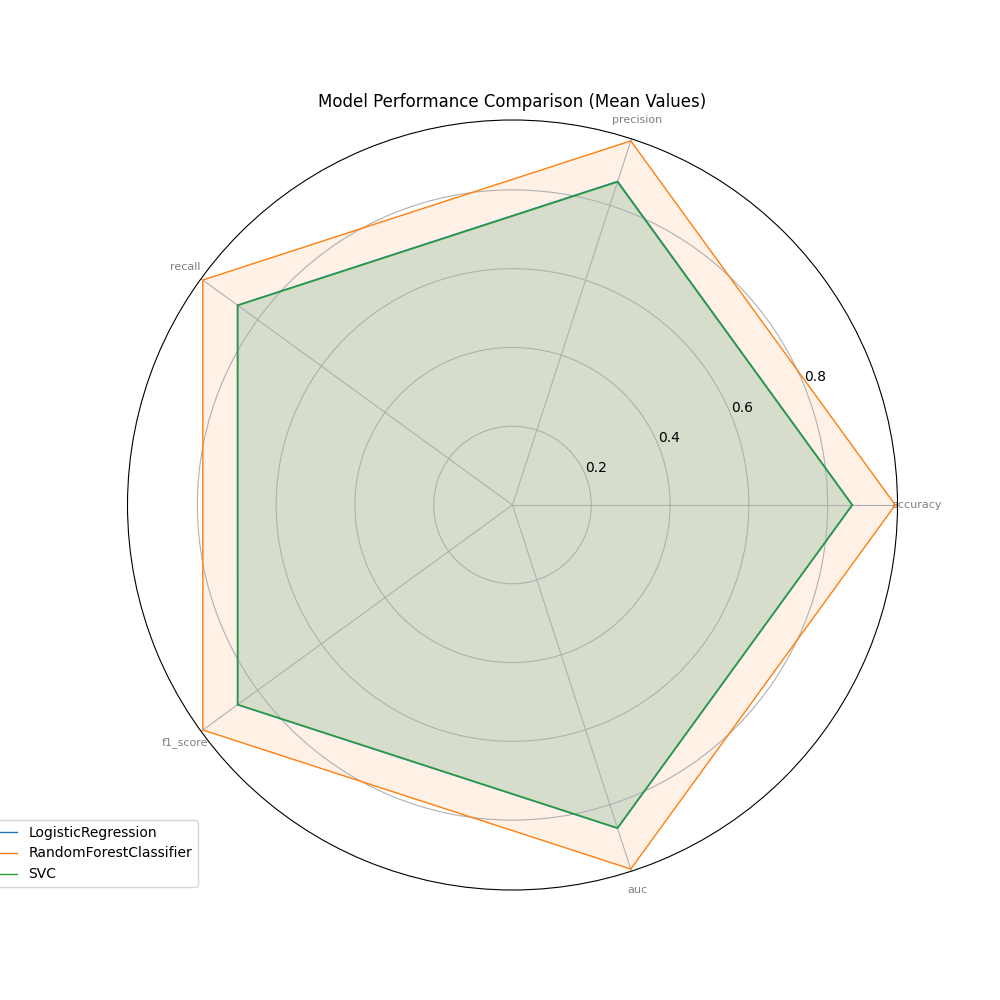 Model Performance Comparison (Mean Values)
precision
recall
0.8
0.6
0.4
0.2
accuracy
f1_score
LogisticRegression
RandomForestClassifier
SVC
auc